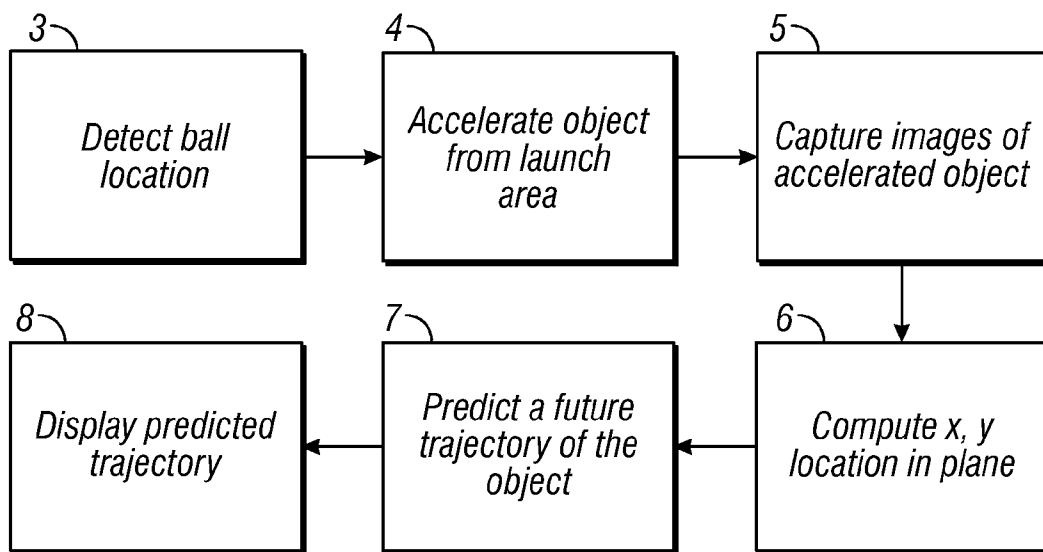 3
Detect ball
location
4
Accelerate object
from launch
area
5
Capture images of
accelerated object
6
Compute x, y
location in plane
7
Predict a future
trajectory of the
object
8
Display predicted
trajectory